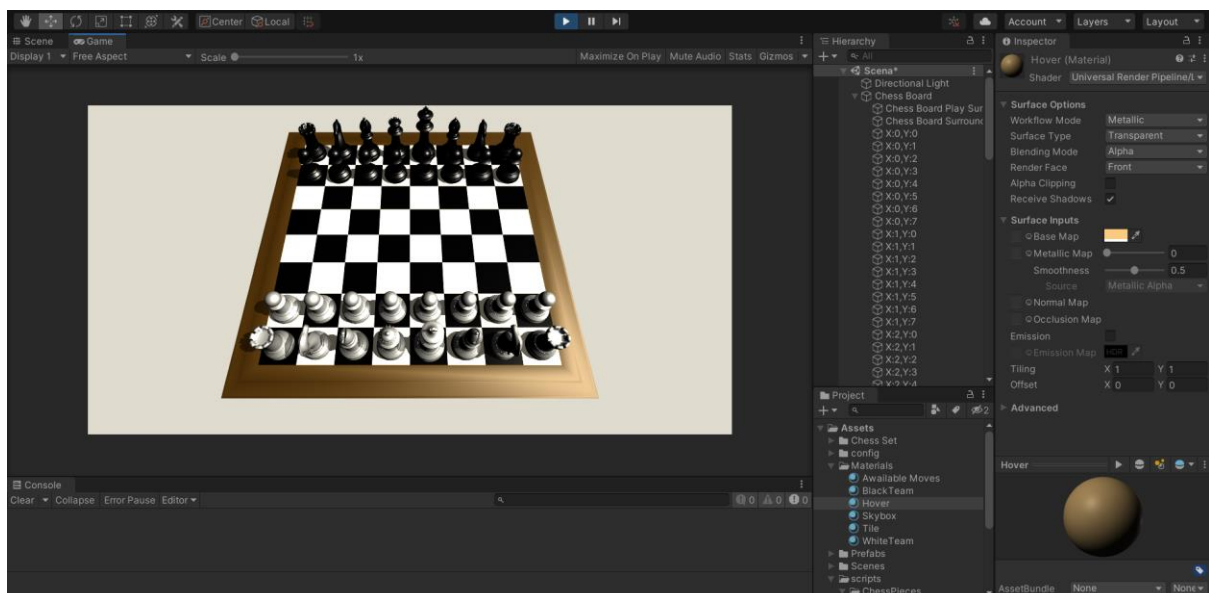 Center Local
Account Layers Layout
Scene Game
Display 1 Free Aspect Scale 1x Maximize On Play Mute Audio Stats Gizmos
Console
Clear Collapse Error Pause Editor 0 0 0
Hierarchy
All
Scena*
Directional Light
Chess Board
Chess Board Play Sur
Chess Board Surround
X:0,Y:0
X:0,Y:1
X:0,Y:2
X:0,Y:3
X:0,Y:4
X:0,Y:5
X:0,Y:6
X:0,Y:7
X:1,Y:0
X:1,Y:1
X:1,Y:2
X:1,Y:3
X:1,Y:4
X:1,Y:5
X:1,Y:6
X:1,Y:7
X:2,Y:0
X:2,Y:1
X:2,Y:2
X:2,Y:3
X:2,Y:4
Project
2
Assets
Chess Set
config
Materials
Awailable Moves
BlackTeam
Hover
Skybox
Tile
WhiteTeam
Prefabs
Scenes
scripts
ChessPieces
Inspector
Hover (Material)
Shader Universal Render Pipeline/L
Surface Options
Workflow Mode Metallic
Surface Type Transparent
Blending Mode Alpha
Render Face Front
Alpha Clipping
Receive Shadows
Surface Inputs
Base Map
Metallic Map 0
Smoothness 0.5
Source Metallic Alpha
Normal Map
Occlusion Map
Emission
Emission Map HDR
Tiling X 1 Y 1
Offset X 0 Y 0
Advanced
Hover
AssetBundle None None